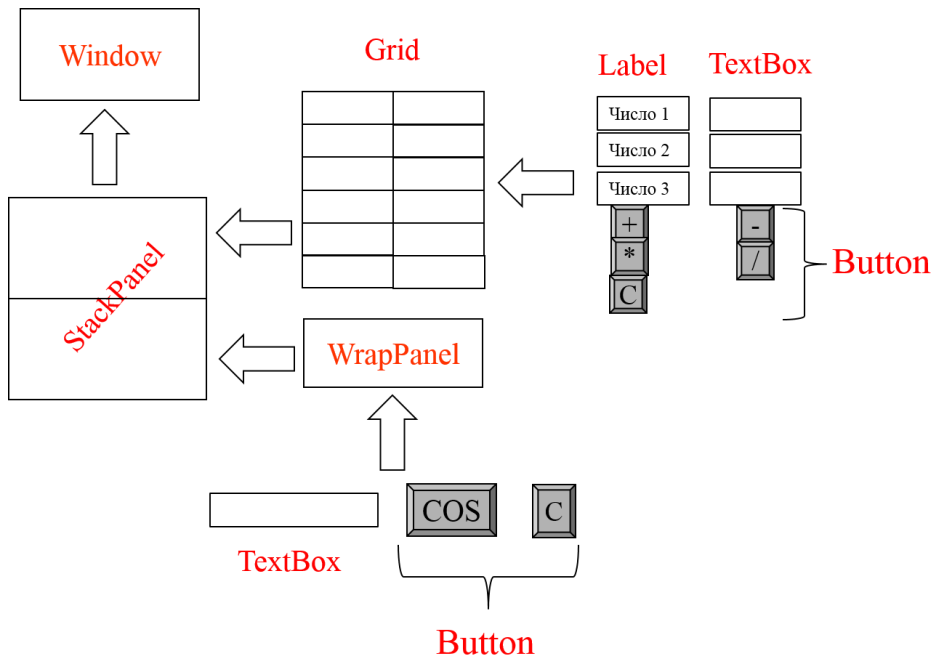 Window
Grid
Label
TextBox
Число 1
Число 2
Число 3
+
-
*
/
C
Button
StackPanel
WrapPanel
COS
C
TextBox
Button